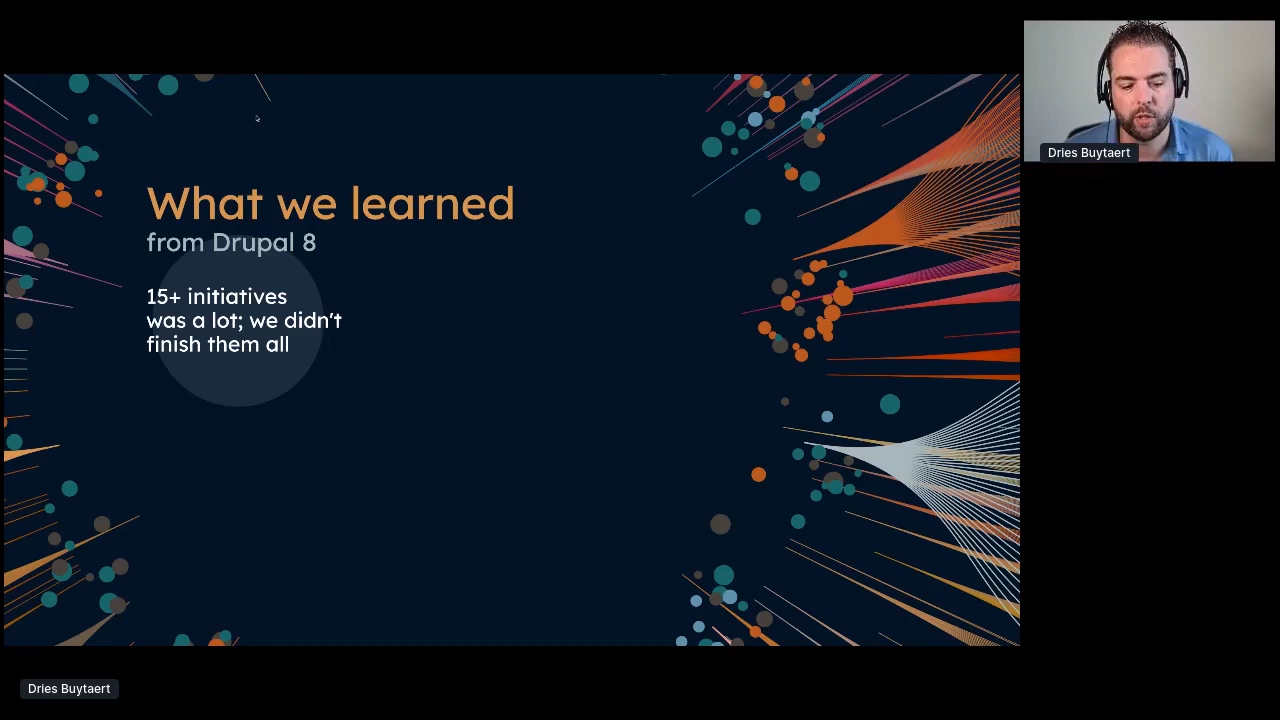 Dries Buytaert
What we learned
from Drupal 8
15+ initiatives
was a lot; we didn't
finish them all
Dries Buytaert